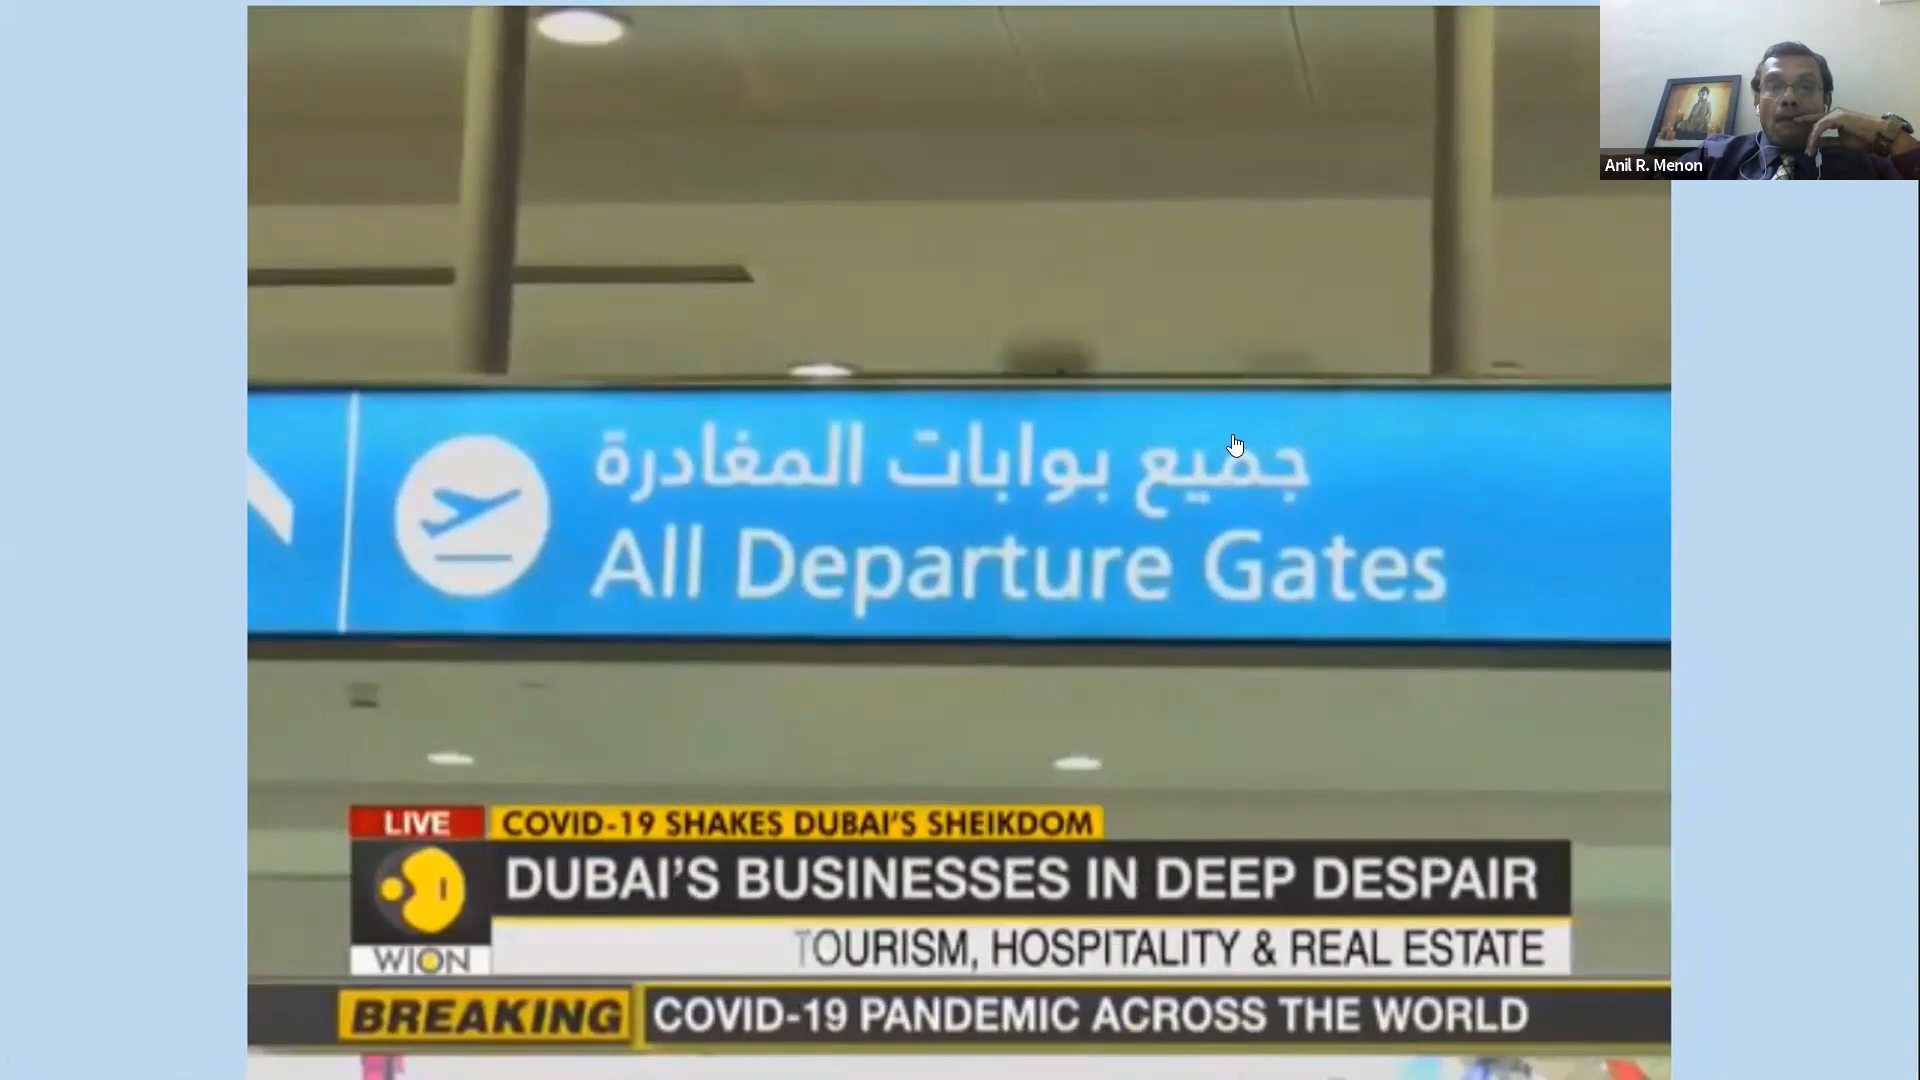 Anil R. Menon
جميع بوابات المغادرة
All Departure Gates
LIVE
COVID-19 SHAKES DUBAI'S SHEIKDOM
DUBAI'S BUSINESSES IN DEEP DESPAIR
WION
TOURISM, HOSPITALITY & REAL ESTATE
BREAKING
COVID-19 PANDEMIC ACROSS THE WORLD